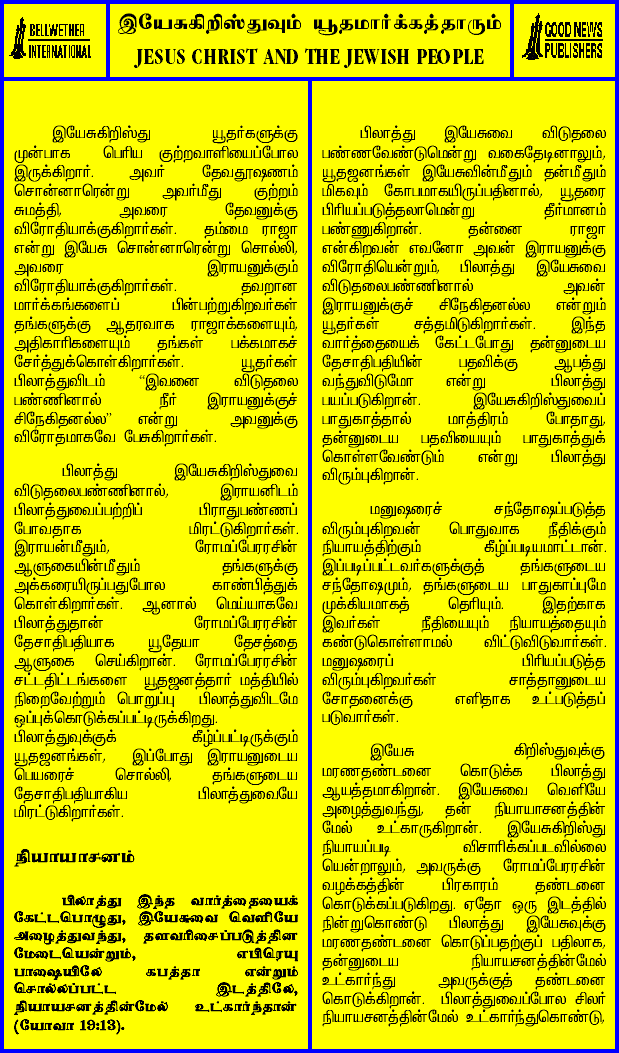 BELLWETHER
INTERNATIONAL
இயேசுகிறிஸ்துவும் யூதமார்க்கத்தாரும்
JESUS CHRIST AND THE JEWISH PEOPLE
GOOD NEWS
PUBLISHERS
இயேசுகிறிஸ்து யூதர்களுக்கு
முன்பாக பெரிய குற்றவாளியைப்போல
இருக்கிறார். அவர் தேவதூஷணம்
சொன்னாரென்று அவர்மீது குற்றம்
சுமத்தி, அவரை தேவனுக்கு
விரோதியாக்குகிறார்கள். தம்மை ராஜா
என்று இயேசு சொன்னாரென்று சொல்லி,
அவரை இராயனுக்கும்
விரோதியாக்குகிறார்கள். தவறான
மார்க்கங்களைப் பின்பற்றுகிறவர்கள்
தங்களுக்கு ஆதரவாக ராஜாக்களையும்,
அதிகாரிகளையும் தங்கள் பக்கமாகச்
சேர்த்துக்கொள்கிறார்கள். யூதர்கள்
பிலாத்துவிடம் “இவனை விடுதலை
பண்ணினால் நீர் இராயனுக்குச்
சிநேகிதனல்ல” என்று அவனுக்கு
விரோதமாகவே பேசுகிறார்கள்.
பிலாத்து இயேசுகிறிஸ்துவை
விடுதலைபண்ணினால், இராயனிடம்
பிலாத்துவைப்பற்றி பிராதுபண்ணப்
போவதாக மிரட்டுகிறார்கள்.
இராயன்மீதும், ரோமப்பேரரசின்
ஆளுகையின்மீதும் தங்களுக்கு
அக்கரையிருப்பதுபோல காண்பித்துக்
கொள்கிறார்கள். ஆனால் மெய்யாகவே
பிலாத்துதான் ரோமப்பேரரசின்
தேசாதிபதியாக யூதேயா தேசத்தை
ஆளுகை செய்கிறான். ரோமப்பேரரசின்
சட்டதிட்டங்களை யூதஜனத்தார் மத்தியில்
நிறைவேற்றும் பொறுப்பு பிலாத்துவிடமே
ஒப்புக்கொடுக்கப்பட்டிருக்கிறது.
பிலாத்துவுக்குக் கீழ்ப்பட்டிருக்கும்
யூதஜனங்கள், இப்போது இராயனுடைய
பெயரைச் சொல்லி, தங்களுடைய
தேசாதிபதியாகிய பிலாத்துவையே
மிரட்டுகிறார்கள்.
நியாயாசனம்
பிலாத்து இந்த வார்த்தையைக்
கேட்டபொழுது, இயேசுவை வெளியே
அழைத்துவந்து, தளவரிசைப்படுத்தின
மேடையென்றும், எபிரெயு
பாஷையிலே கபத்தா என்றும்
சொல்லப்பட்ட இடத்திலே,
நியாயசனத்தின்மேல் உட்கார்ந்தான்
(யோவா 19:13).
பிலாத்து இயேசுவை விடுதலை
பண்ணவேண்டுமென்று வகைதேடினாலும்,
யூதஜனங்கள் இயேசுவின்மீதும் தன்மீதும்
மிகவும் கோபமாகயிருப்பதினால், யூதரை
பிரியப்படுத்தலாமென்று தீர்மானம்
பண்ணுகிறான். தன்னை ராஜா
என்கிறவன் எவனோ அவன் இராயனுக்கு
விரோதியென்றும், பிலாத்து இயேசுவை
விடுதலைபண்ணினால் அவன்
இராயனுக்குச் சிநேகிதனல்ல என்றும்
யூதர்கள் சத்தமிடுகிறார்கள். இந்த
வார்த்தையைக் கேட்டபோது தன்னுடைய
தேசாதிபதியின் பதவிக்கு ஆபத்து
வந்துவிடுமோ என்று பிலாத்து
பயப்படுகிறான். இயேசுகிறிஸ்துவைப்
பாதுகாத்தால் மாத்திரம் போதாது,
தன்னுடைய பதவியையும் பாதுகாத்துக்
கொள்ளவேண்டும் என்று பிலாத்து
விரும்புகிறான்.
மனுஷரைச் சந்தோஷப்படுத்த
விரும்புகிறவன் பொதுவாக நீதிக்கும்
நியாயத்திற்கும் கீழ்ப்படியமாட்டான்.
இப்படிப்பட்டவர்களுக்குத் தங்களுடைய
சந்தோஷமும், தங்களுடைய பாதுகாப்புமே
முக்கியமாகத் தெரியும். இதற்காக
இவர்கள் நீதியையும் நியாயத்தையும்
கண்டுகொள்ளாமல் விட்டுவிடுவார்கள்.
மனுஷரைப் பிரியப்படுத்த
விரும்புகிறவர்கள் சாத்தானுடைய
சோதனைக்கு எளிதாக உட்படுத்தப்
படுவார்கள்.
இயேசு கிறிஸ்துவுக்கு
மரணதண்டனை கொடுக்க பிலாத்து
ஆயத்தமாகிறான். இயேசுவை வெளியே
அழைத்துவந்து, தன் நியாயாசனத்தின்
மேல் உட்காருகிறான். இயேசுகிறிஸ்து
நியாயப்படி விசாரிக்கப்படவில்லை
யென்றாலும், அவருக்கு ரோமப்பேரரசின்
வழக்கத்தின் பிரகாரம் தண்டனை
கொடுக்கப்படுகிறது. ஏதோ ஒரு இடத்தில்
நின்றுகொண்டு பிலாத்து இயேசுவுக்கு
மரணதண்டனை கொடுப்பதற்குப் பதிலாக,
தன்னுடைய நியாயசனத்தின்மேல்
உட்கார்ந்து அவருக்குத் தண்டனை
கொடுக்கிறான். பிலாத்துவைப்போல சிலர்
நியாயசனத்தின்மேல் உட்கார்ந்துகொண்டு,